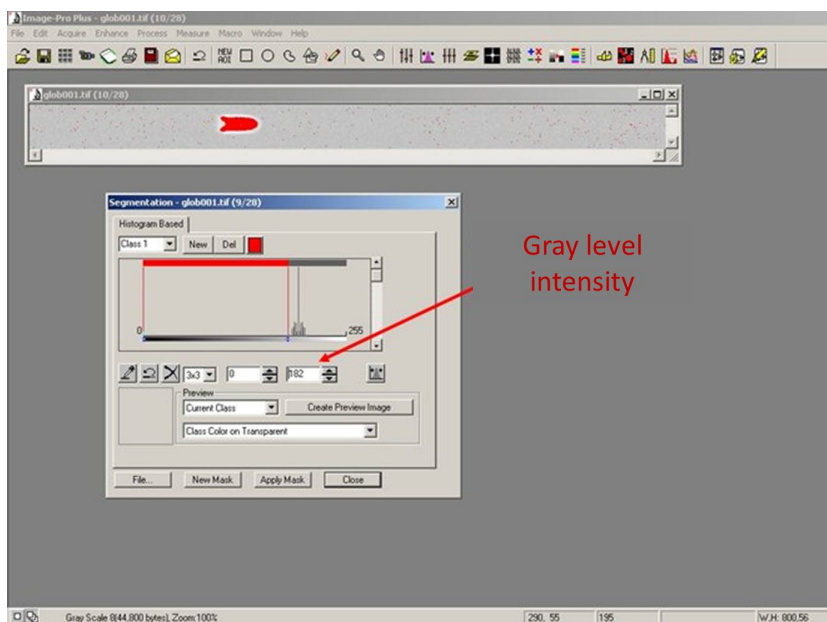 Image-Pro Plus - glob001.tif (10/28)
File Edit Acquire Enhance Process Measure Macro Window Help
NEW
AOI
glob001.tif (10/28)
Segmentation - glob001.tif (9/28)
Histogram Based
Class 1 New Del
0 255
3x3 0 182
Preview
Current Class Create Preview Image
Class Color on Transparent
File... New Mask Apply Mask Close
Gray level
intensity
Gray Scale 8(44,800 bytes), Zoom:100% 290, 55 195 W,H: 800.56